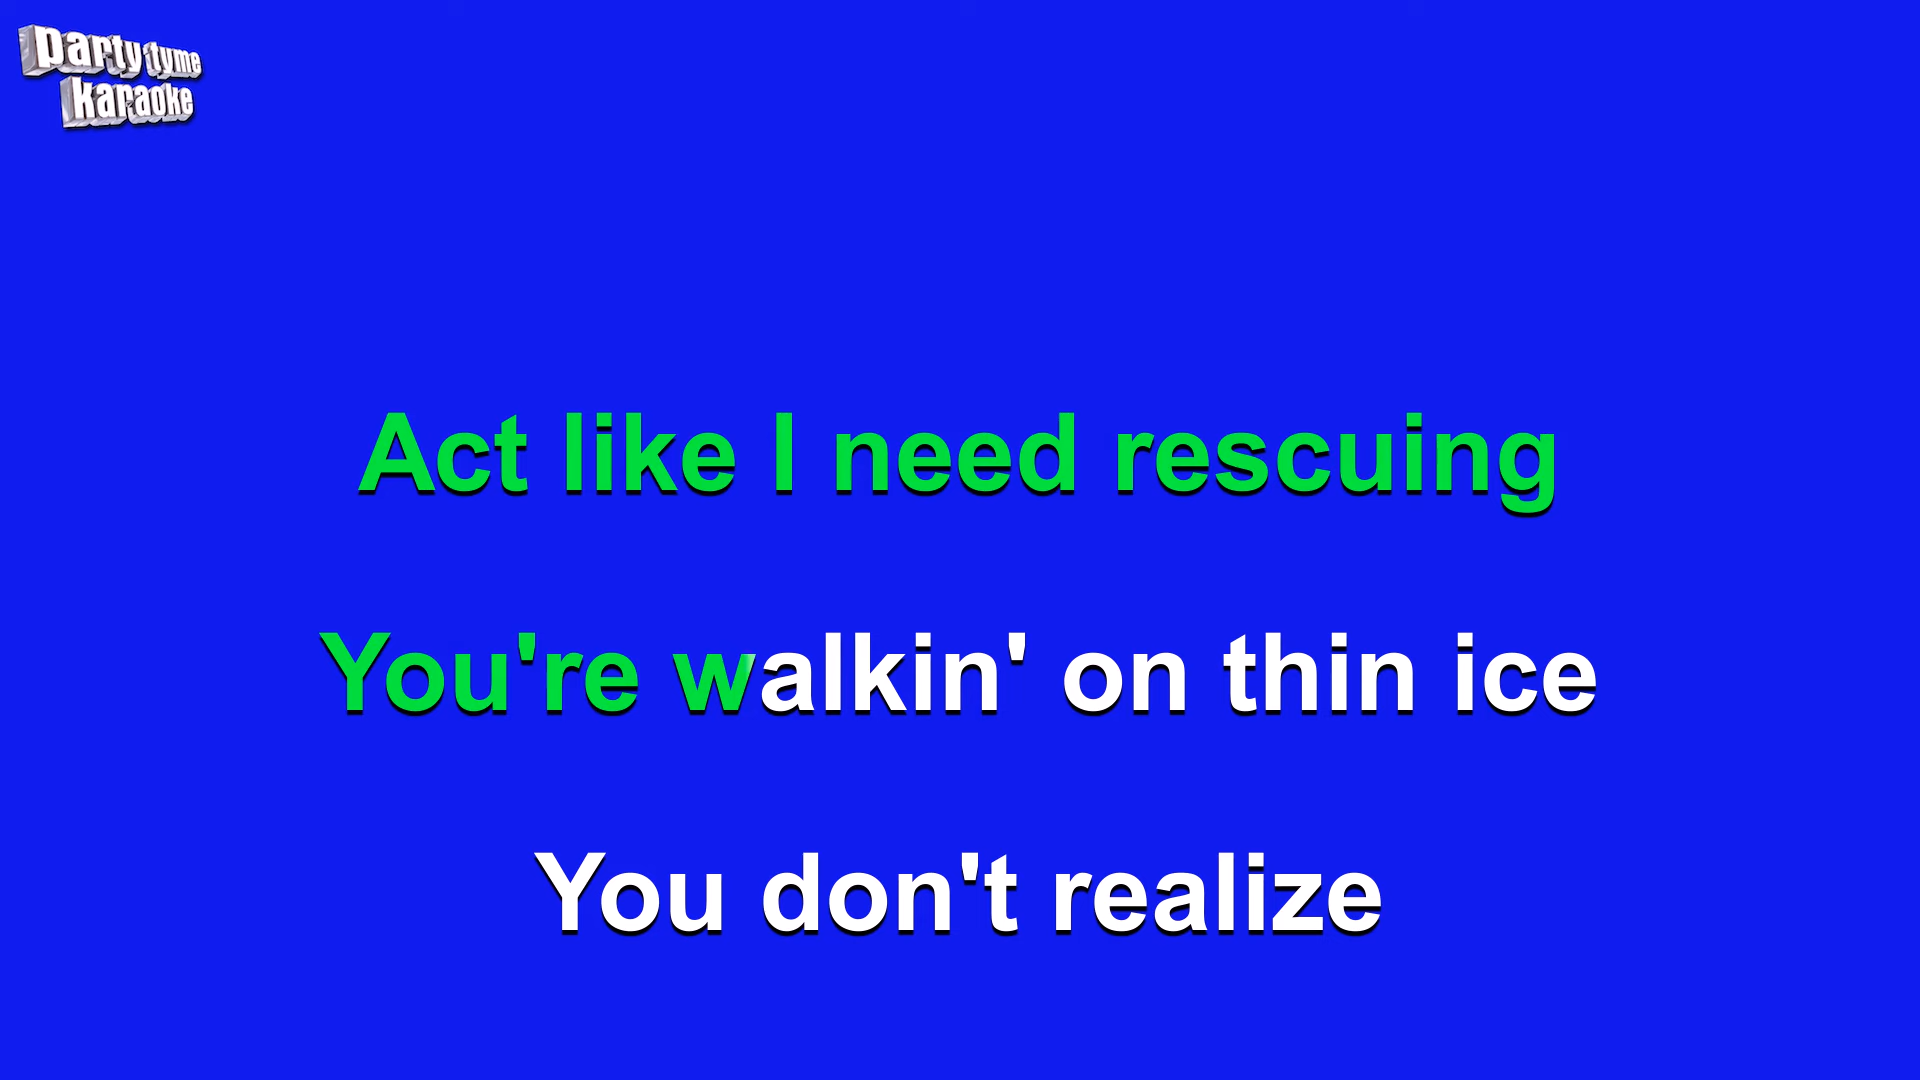 party tyme
karaoke
Act like I need rescuing
You're walkin' on thin ice
You don't realize